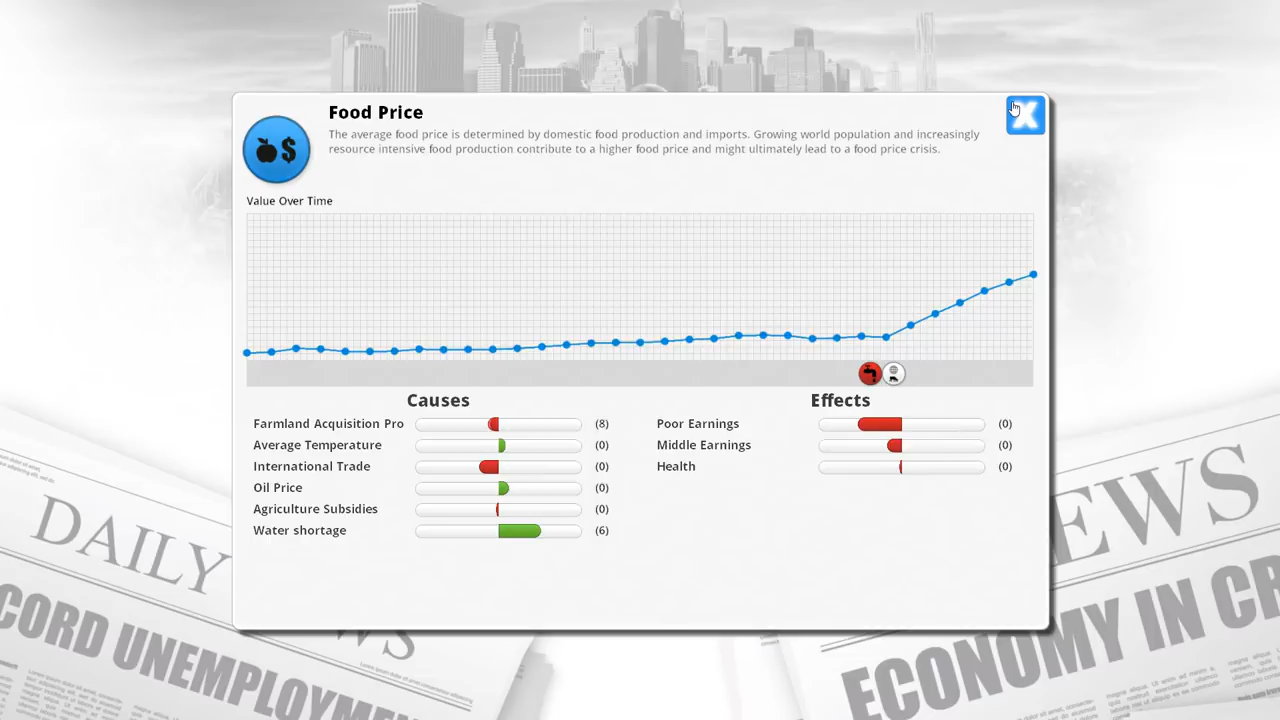 Food Price
The average food price is determined by domestic food production and imports. Growing world population and increasingly
resource intensive food production contribute to a higher food price and might ultimately lead to a food price crisis.
Value Over Time
Causes
Farmland Acquisition Pro (8)
Average Temperature (0)
International Trade (0)
Oil Price (0)
Agriculture Subsidies (0)
Water shortage (6)
Effects
Poor Earnings (0)
Middle Earnings (0)
Health (0)
DAILY
NEWS
CORD UNEMPLOYME
EWS
ECONOMY IN CR